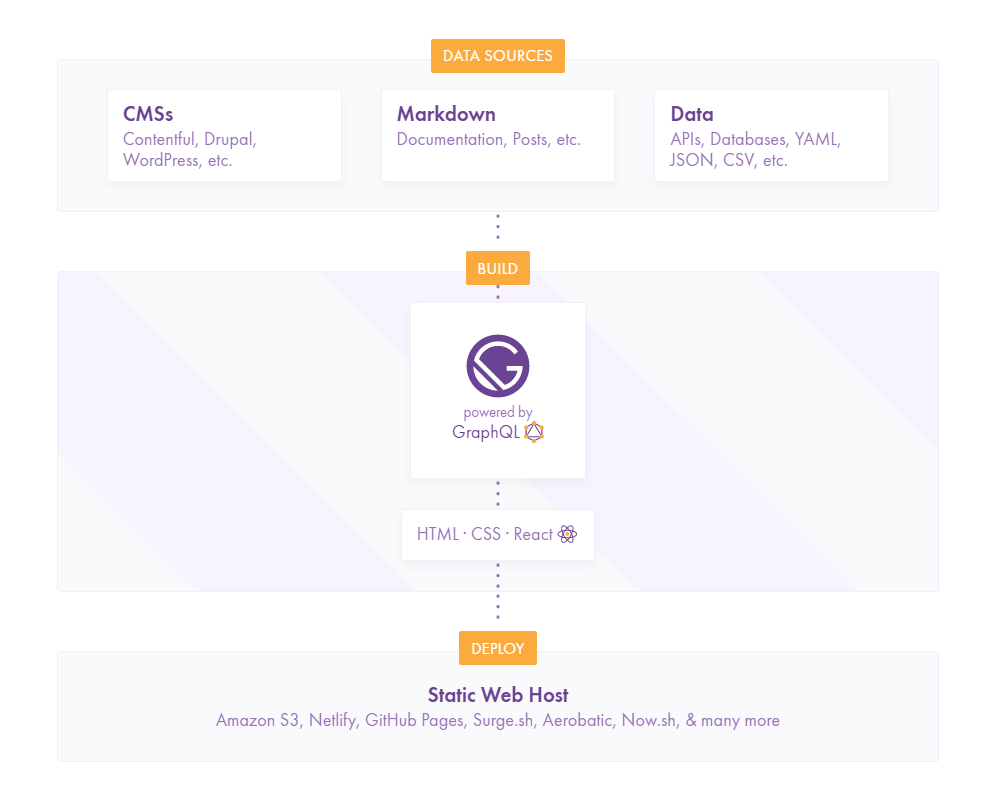 DATA SOURCES
CMSs
Contentful, Drupal,
WordPress, etc.
Markdown
Documentation, Posts, etc.
Data
APIs, Databases, YAML,
JSON, CSV, etc.
BUILD
powered by
GraphQL
HTML · CSS · React
DEPLOY
Static Web Host
Amazon S3, Netlify, GitHub Pages, Surge.sh, Aerobatic, Now.sh, & many more